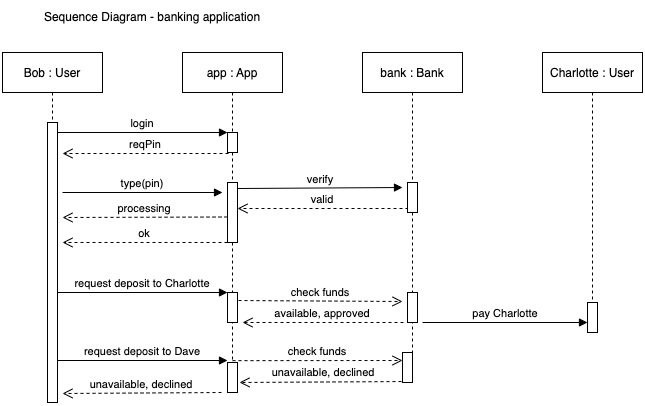 Sequence Diagram - banking application
Bob : User
app : App
bank : Bank
Charlotte : User
login
reqPin
type(pin)
verify
valid
processing
ok
request deposit to Charlotte
check funds
available, approved
pay Charlotte
request deposit to Dave
check funds
unavailable, declined
unavailable, declined